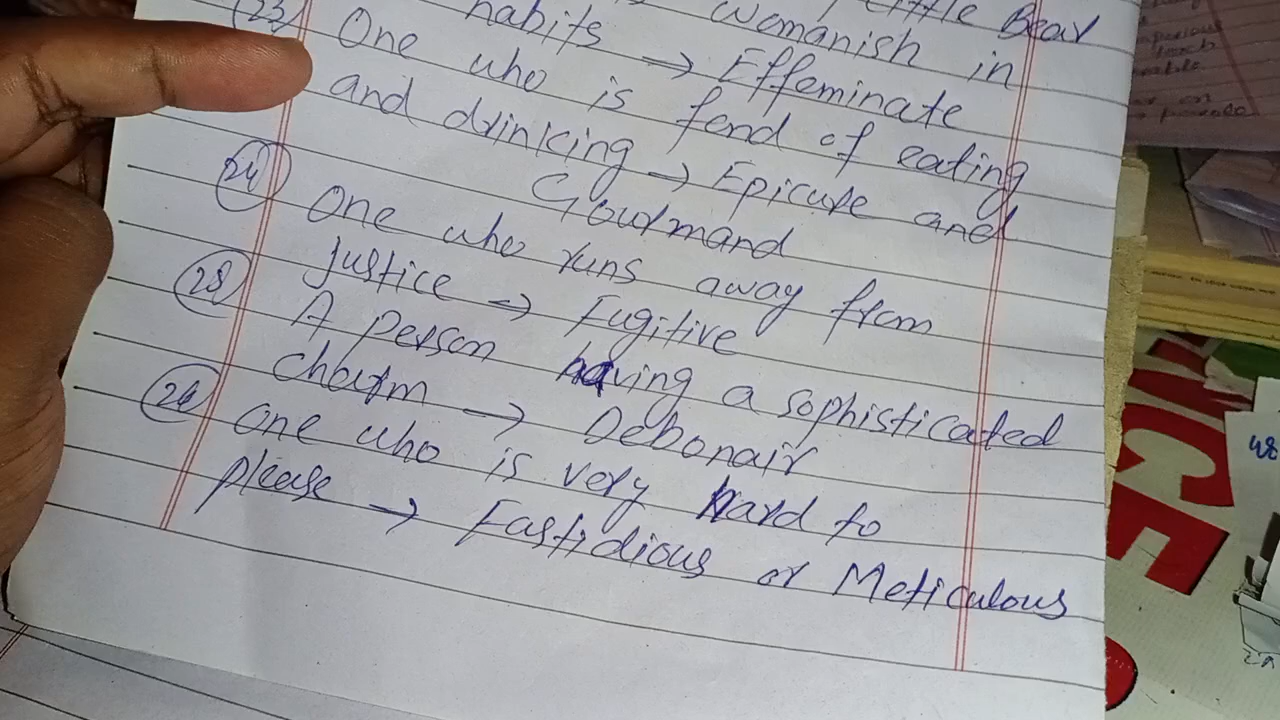 Little Bear
womanish in
habits → Effeminate
(23) One who is fond of eating
and drinking → Epicure and
Gourmand
(24) One who runs away from
justice → Fugitive
(25) A person having a sophisticated
charm → Debonair
(26) One who is very hard to
please → Fastidious or Meticulous